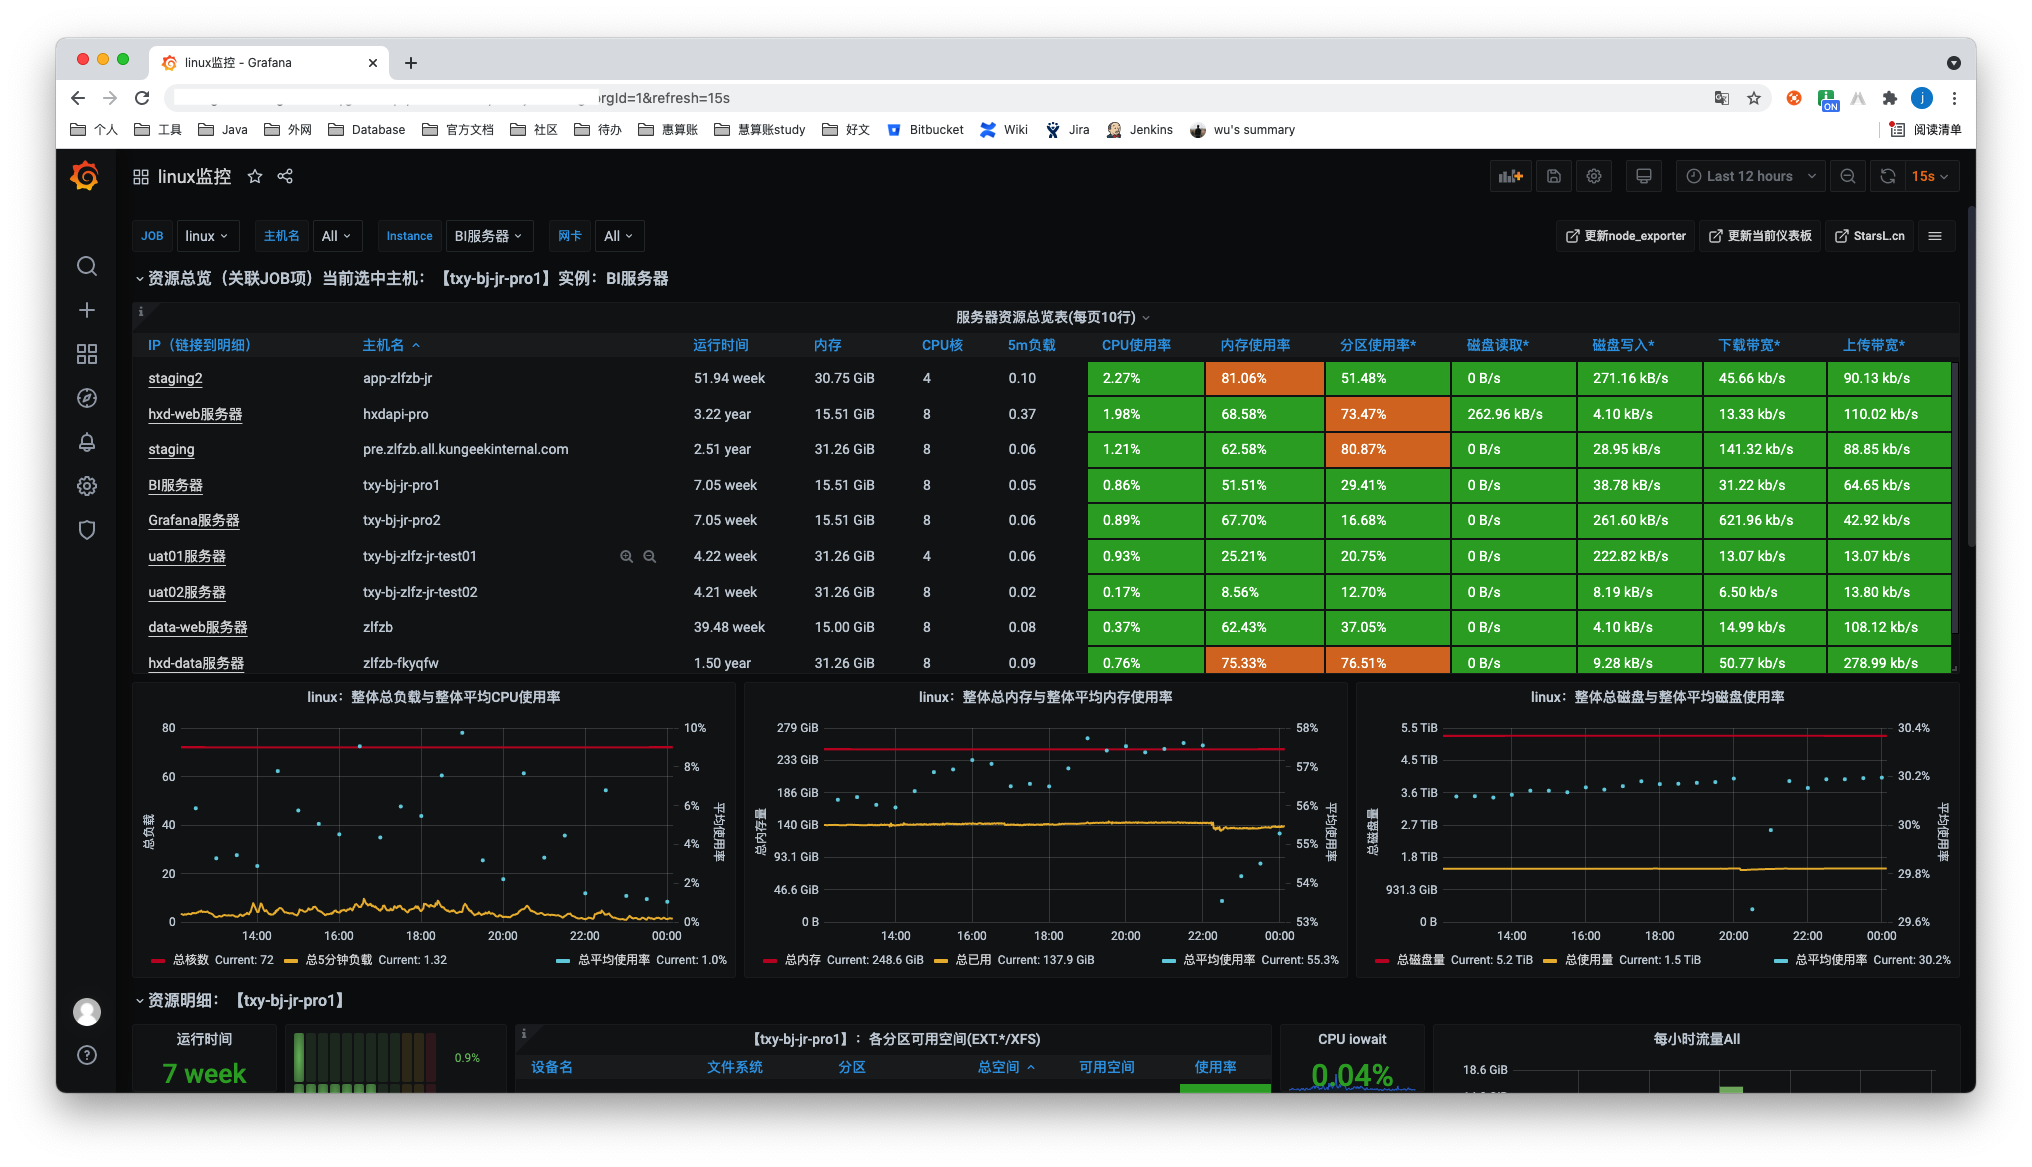 linux监控 - Grafana
orgId=1&refresh=15s
ON
j
个人 工具 Java 外网 Database 官方文档 社区 待办 惠算账 慧算账study 好文 Bitbucket Wiki Jira Jenkins wu's summary 阅读清单
linux监控
Last 12 hours 15s
JOB linux 主机名 All Instance BI服务器 网卡 All 更新node_exporter 更新当前仪表板 StarsL.cn
资源总览（关联JOB项）当前选中主机：【txy-bj-jr-pro1】实例：BI服务器
服务器资源总览表(每页10行)
IP（链接到明细） 主机名 运行时间 内存 CPU核 5m负载 CPU使用率 内存使用率 分区使用率* 磁盘读取* 磁盘写入* 下载带宽* 上传带宽*
staging2 app-zlfzb-jr 51.94 week 30.75 GiB 4 0.10 2.27% 81.06% 51.48% 0 B/s 271.16 kB/s 45.66 kb/s 90.13 kb/s
hxd-web服务器 hxdapi-pro 3.22 year 15.51 GiB 8 0.37 1.98% 68.58% 73.47% 262.96 kB/s 4.10 kB/s 13.33 kb/s 110.02 kb/s
staging pre.zlfzb.all.kungeekinternal.com 2.51 year 31.26 GiB 8 0.06 1.21% 62.58% 80.87% 0 B/s 28.95 kB/s 141.32 kb/s 88.85 kb/s
BI服务器 txy-bj-jr-pro1 7.05 week 15.51 GiB 8 0.05 0.86% 51.51% 29.41% 0 B/s 38.78 kB/s 31.22 kb/s 64.65 kb/s
Grafana服务器 txy-bj-jr-pro2 7.05 week 15.51 GiB 8 0.06 0.89% 67.70% 16.68% 0 B/s 261.60 kB/s 621.96 kb/s 42.92 kb/s
uat01服务器 txy-bj-zlfz-jr-test01 4.22 week 31.26 GiB 4 0.06 0.93% 25.21% 20.75% 0 B/s 222.82 kB/s 13.07 kb/s 13.07 kb/s
uat02服务器 txy-bj-zlfz-jr-test02 4.21 week 31.26 GiB 8 0.02 0.17% 8.56% 12.70% 0 B/s 8.19 kB/s 6.50 kb/s 13.80 kb/s
data-web服务器 zlfzb 39.48 week 15.00 GiB 8 0.08 0.37% 62.43% 37.05% 0 B/s 4.10 kB/s 14.99 kb/s 108.12 kb/s
hxd-data服务器 zlfzb-fkyqfw 1.50 year 31.26 GiB 8 0.09 0.76% 75.33% 76.51% 0 B/s 9.28 kB/s 50.77 kb/s 278.99 kb/s
linux：整体总负载与整体平均CPU使用率
80 10%
8%
60
6%
40
4%
20
2%
0 0%
总负载
平均使用率
14:00 16:00 18:00 20:00 22:00 00:00
总核数 Current: 72 总5分钟负载 Current: 1.32 总平均使用率 Current: 1.0%
linux：整体总内存与整体平均内存使用率
279 GiB 58%
233 GiB 57%
186 GiB 56%
140 GiB 55%
93.1 GiB
46.6 GiB 54%
0 B 53%
总内存量
平均使用率
14:00 16:00 18:00 20:00 22:00 00:00
总内存 Current: 248.6 GiB 总已用 Current: 137.9 GiB 总平均使用率 Current: 55.3%
linux：整体总磁盘与整体平均磁盘使用率
5.5 TiB 30.4%
4.5 TiB 30.2%
3.6 TiB
2.7 TiB 30%
1.8 TiB 29.8%
931.3 GiB
0 B 29.6%
总磁盘量
平均使用率
14:00 16:00 18:00 20:00 22:00 00:00
总磁盘量 Current: 5.2 TiB 总使用量 Current: 1.5 TiB 总平均使用率 Current: 30.2%
资源明细：【txy-bj-jr-pro1】
运行时间
7 week
0.9%
【txy-bj-jr-pro1】：各分区可用空间(EXT.*/XFS)
设备名 文件系统 分区 总空间 可用空间 使用率
CPU iowait
0.04%
每小时流量All
18.6 GiB